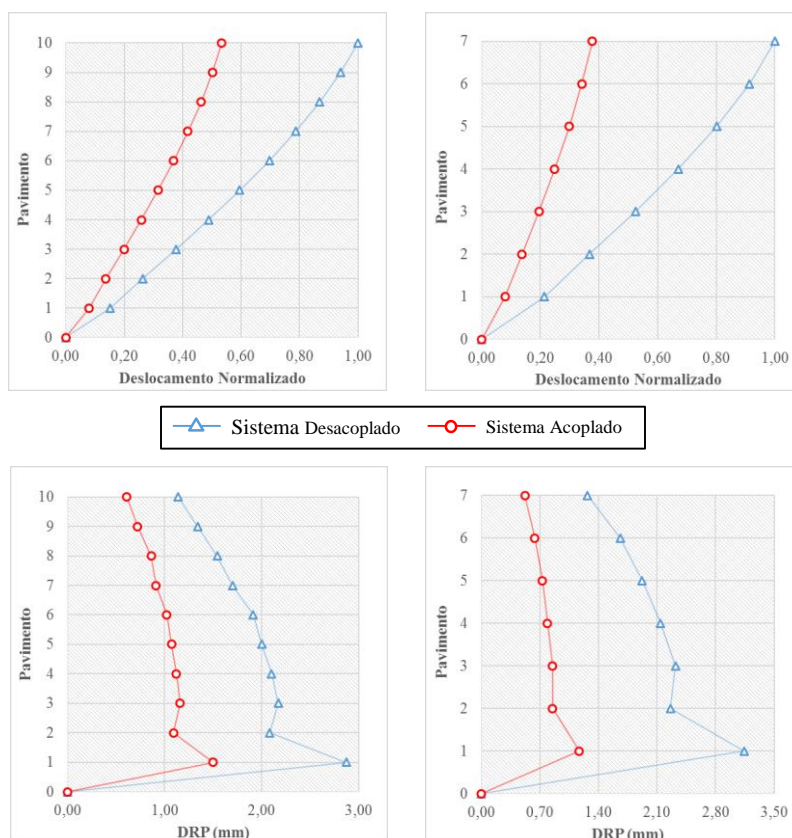 10
9
8
7
6
5
4
3
2
1
0
Pavimento
0,00 0,20 0,40 0,60 0,80 1,00
Deslocamento Normalizado
7
6
5
4
3
2
1
0
Pavimento
0,00 0,20 0,40 0,60 0,80 1,00
Deslocamento Normalizado
Sistema Desacoplado Sistema Acoplado
10
9
8
7
6
5
4
3
2
1
0
Pavimento
0,00 1,00 2,00 3,00
DRP (mm)
7
6
5
4
3
2
1
0
Pavimento
0,00 0,70 1,40 2,10 2,80 3,50
DRP (mm)